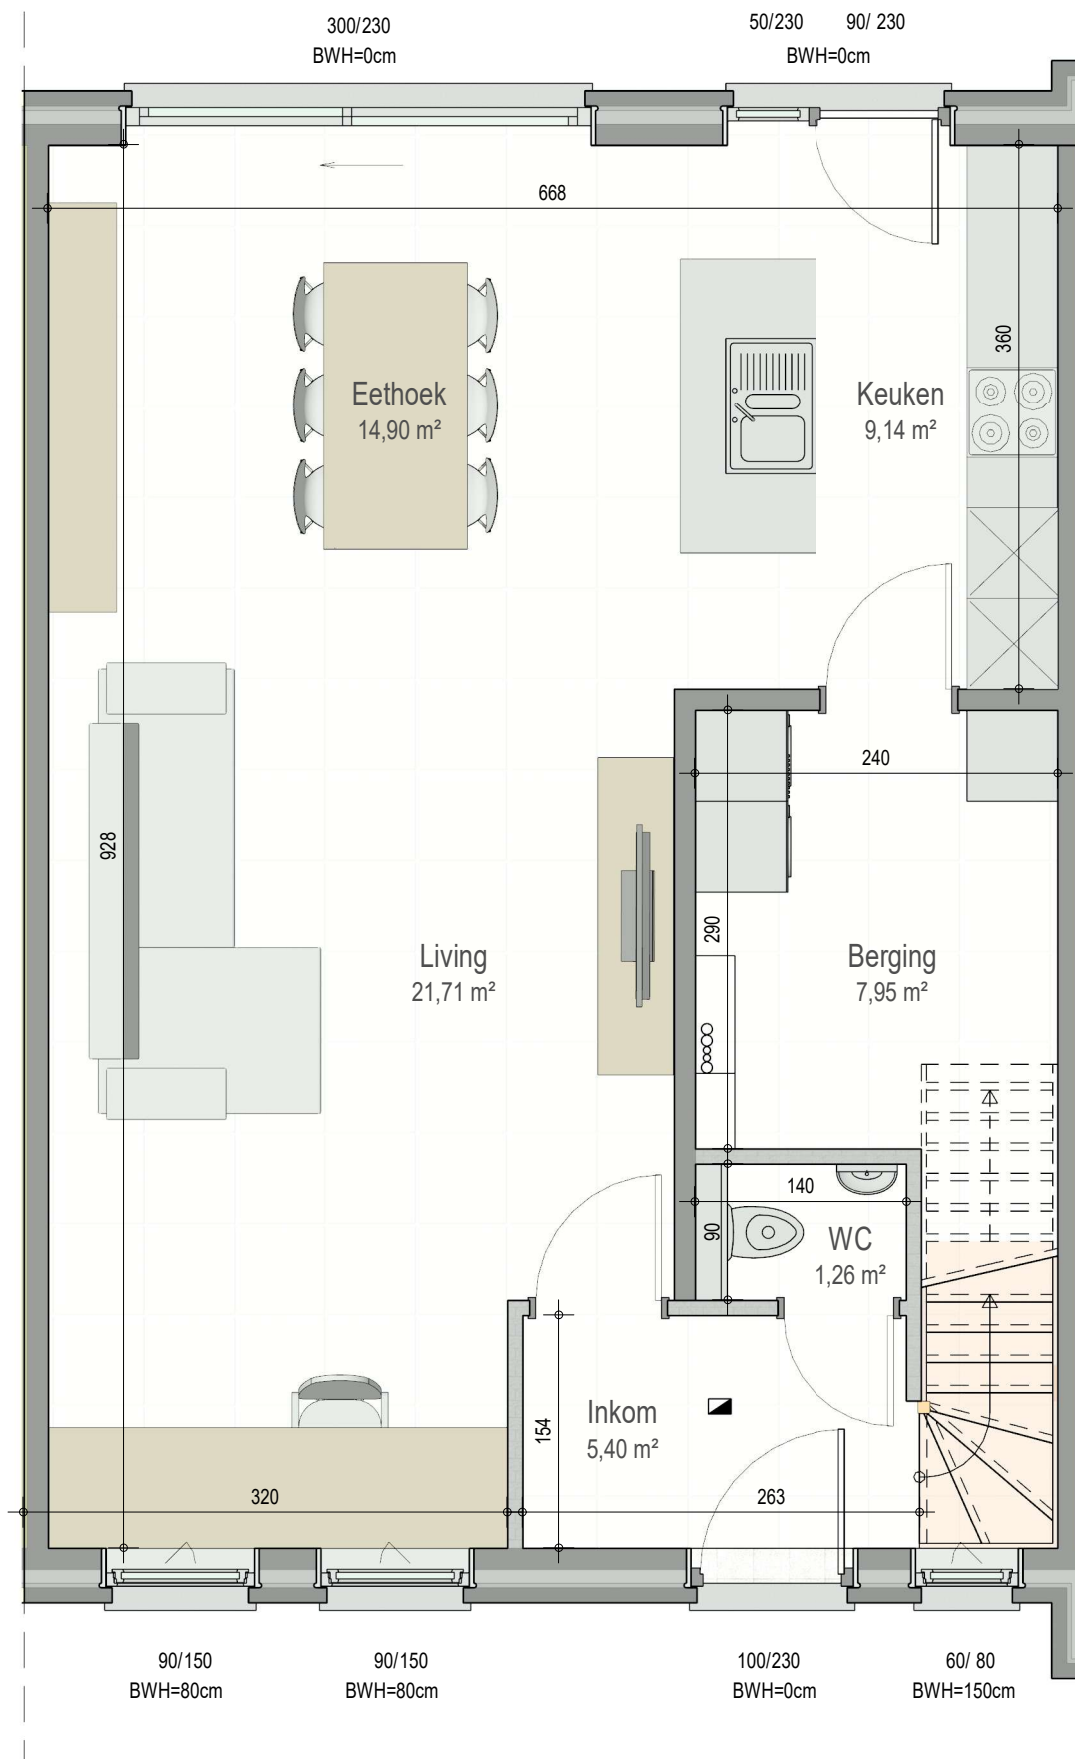 300/230
BWH=0cm
50/230
90/ 230
BWH=0cm
668
360
Eethoek
14,90 m²
Keuken
9,14 m²
928
240
290
Living
21,71 m²
Berging
7,95 m²
140
90
WC
1,26 m²
Inkom
5,40 m²
154
320
263
90/150
BWH=80cm
90/150
BWH=80cm
100/230
BWH=0cm
60/ 80
BWH=150cm